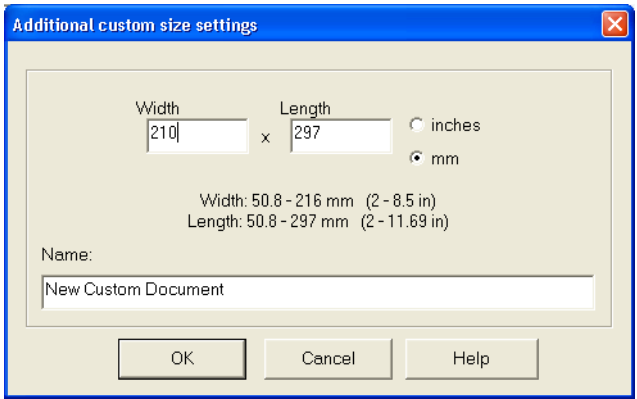 Additional custom size settings
Width Length
210 x 297
inches
mm
Width: 50.8 - 216 mm (2 - 8.5 in)
Length: 50.8 - 297 mm (2 - 11.69 in)
Name:
New Custom Document
OK Cancel Help